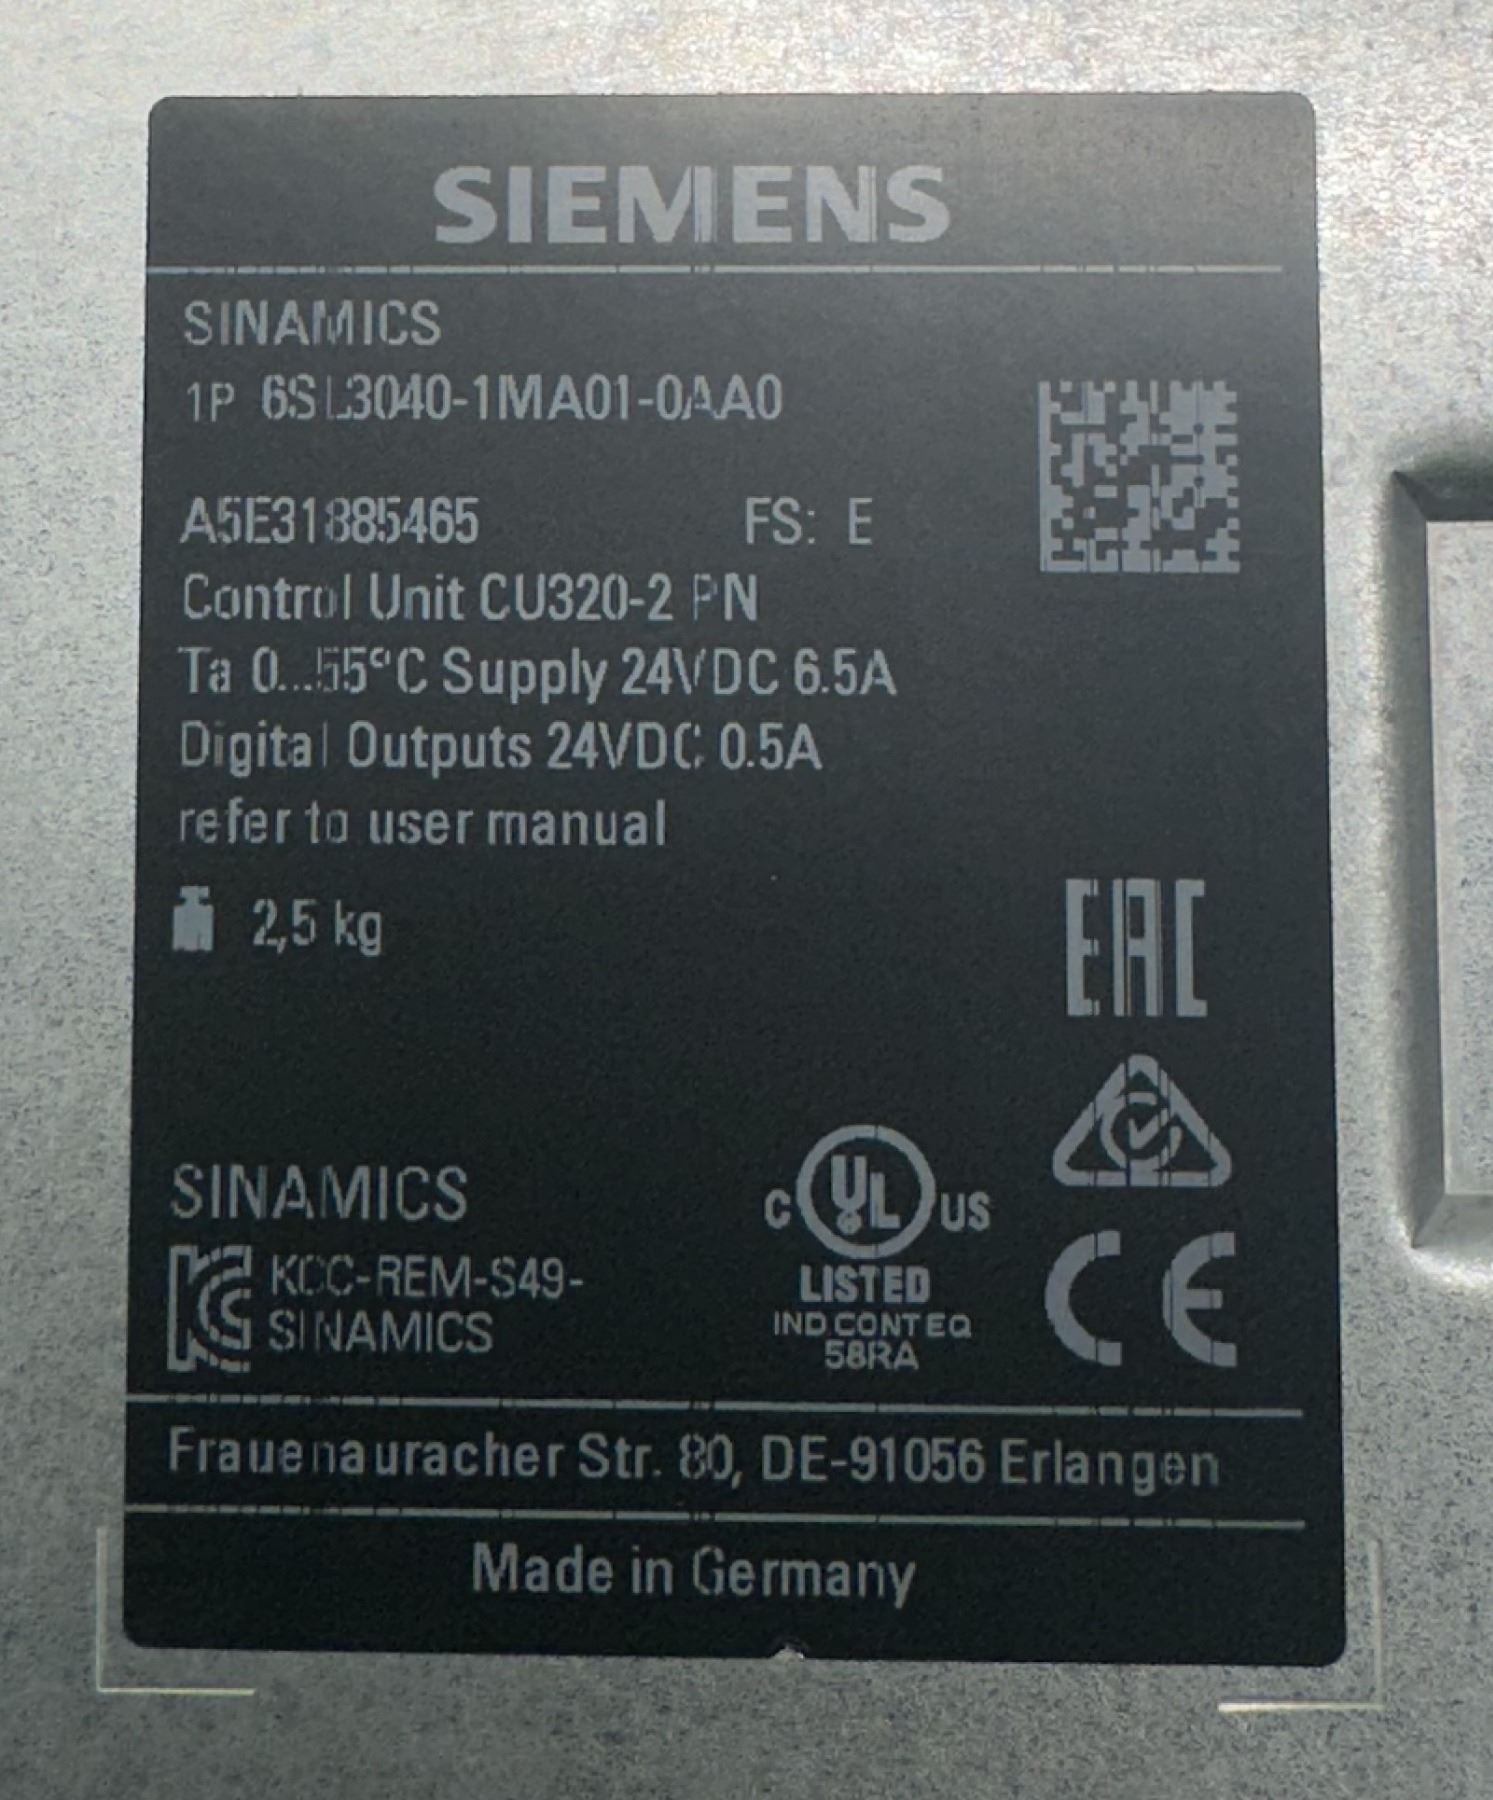 SIEMENS
SINAMICS
1P 6SL3040-1MA01-0AA0
A5E31885465 FS: E
Control Unit CU320-2 PN
Ta 0...55°C Supply 24VDC 6.5A
Digital Outputs 24VDC 0.5A
refer to user manual
2,5 kg
EAC
SINAMICS
KCC-REM-S49-
SINAMICS
C UL US
LISTED
IND CONT EQ
58RA
CE
Frauenauracher Str. 80, DE-91056 Erlangen
Made in Germany